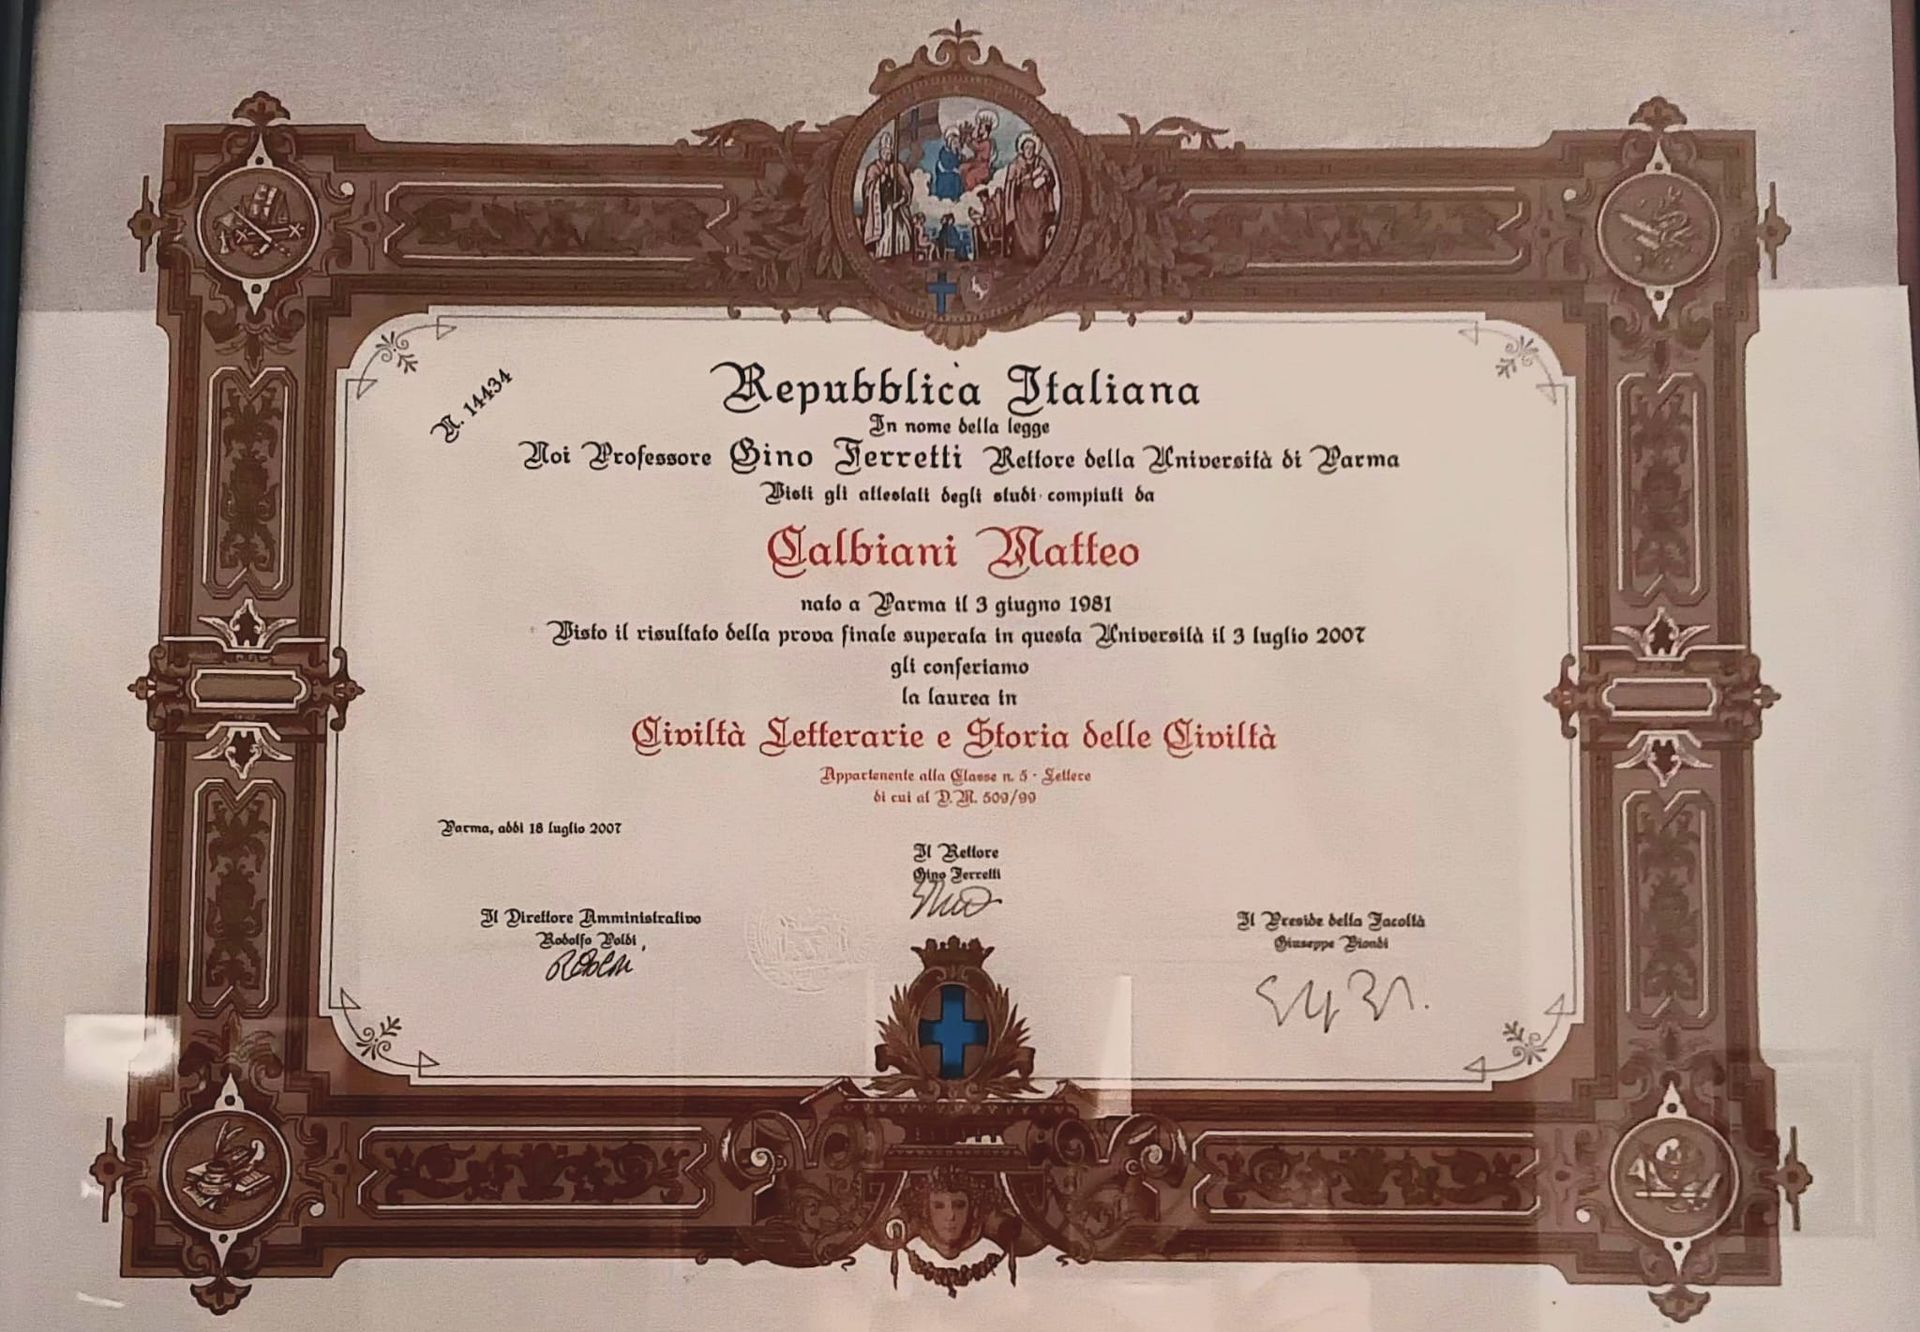 N. 14434
Repubblica Italiana
In nome della legge
Noi Professore Gino Ferretti Rettore della Università di Parma
Visti gli attestati degli studi compiuti da
Calbiani Matteo
nato a Parma il 3 giugno 1981
Visto il risultato della prova finale superata in questa Università il 3 luglio 2007
gli conferiamo
la laurea in
Civiltà Letterarie e Storia delle Civiltà
Appartenente alla Classe n. 5 - Lettere
di cui al D.M. 509/99
Parma, addì 18 luglio 2007
Il Rettore
Gino Ferretti
Il Direttore Amministrativo
Rodolfo Poldi
Il Preside della Facoltà
Giuseppe Biondi